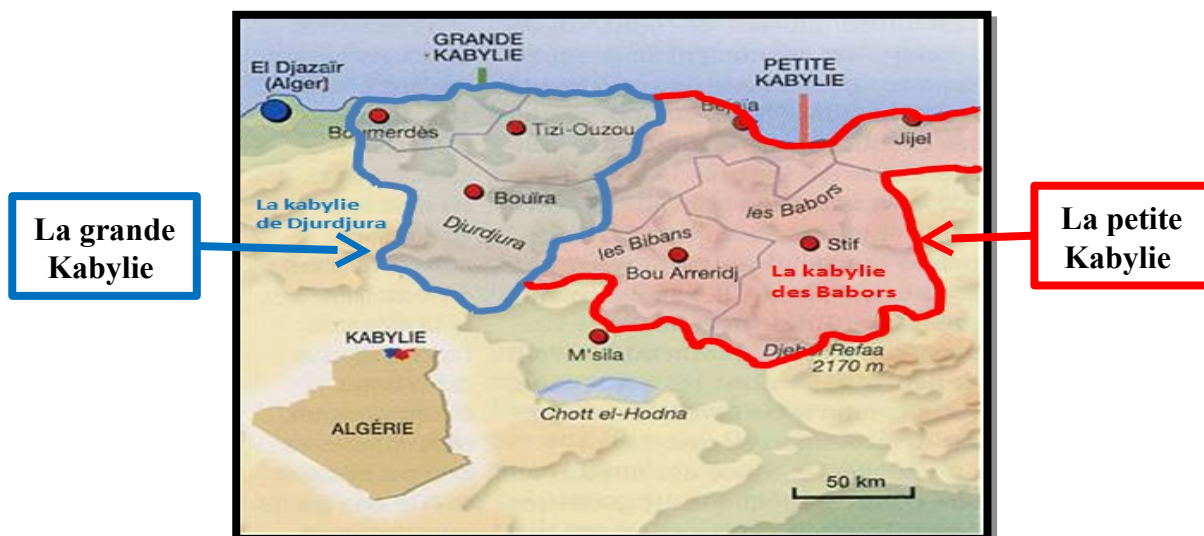 GRANDE
KABYLIE
PETITE
KABYLIE
El Djazaïr
(Alger)
Boumerdès
Tizi-Ouzou
Bejaïa
Jijel
Bouïra
Djurdjura
La kabylie
de Djurdjura
les Babors
les Bibans
Stif
Bou Arreridj
La kabylie
des Babors
La grande
Kabylie
La petite
Kabylie
M'sila
Djebel Refaa
2170 m
KABYLIE
Chott el-Hodna
ALGÉRIE
50 km